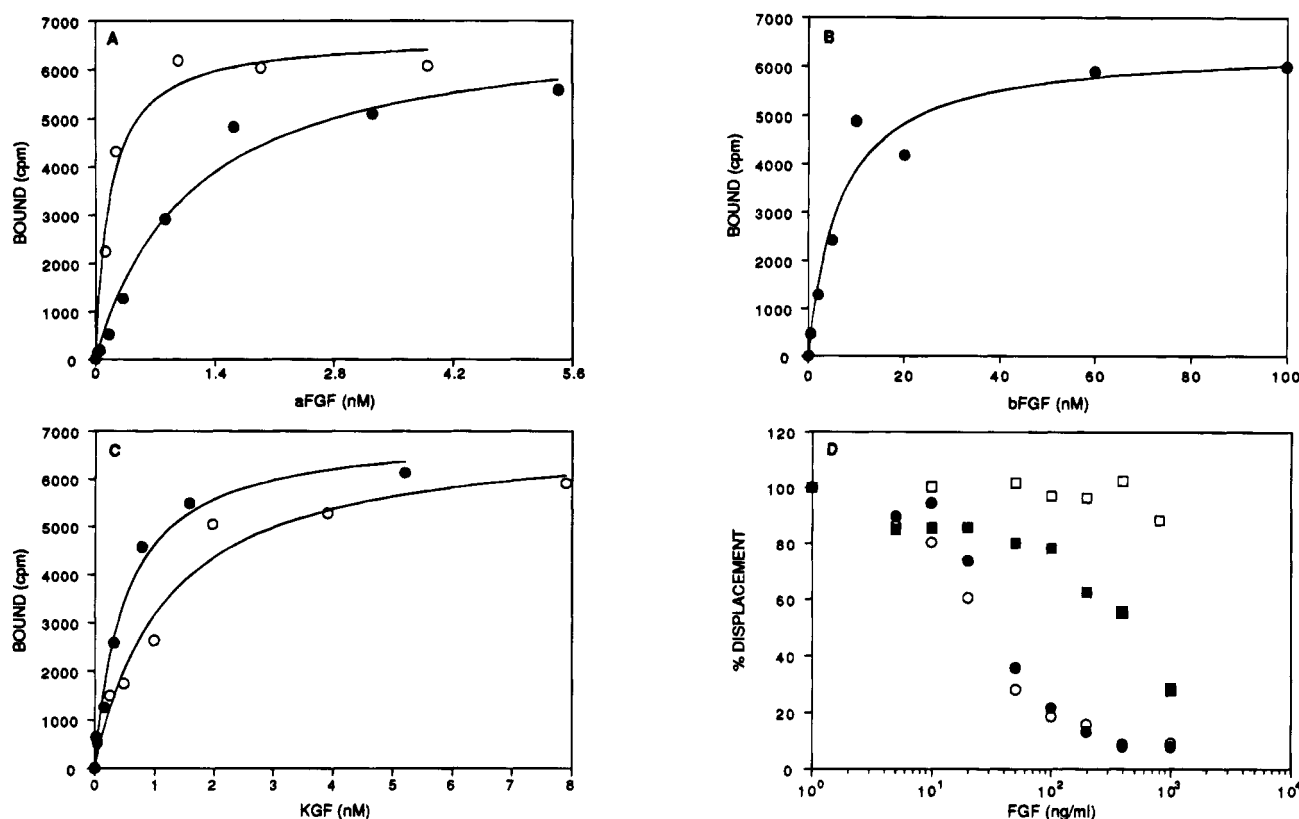 A
7000
6000
5000
4000
3000
2000
1000
0
BOUND (cpm)
0 1.4 2.8 4.2 5.6
aFGF (nM)
B
7000
6000
5000
4000
3000
2000
1000
0
BOUND (cpm)
0 20 40 60 80 100
bFGF (nM)
C
7000
6000
5000
4000
3000
2000
1000
0
BOUND (cpm)
0 1 2 3 4 5 6 7 8
KGF (nM)
D
120
100
80
60
40
20
0
% DISPLACEMENT
10⁰ 10¹ 10² 10³ 10⁴
FGF (ng/ml)